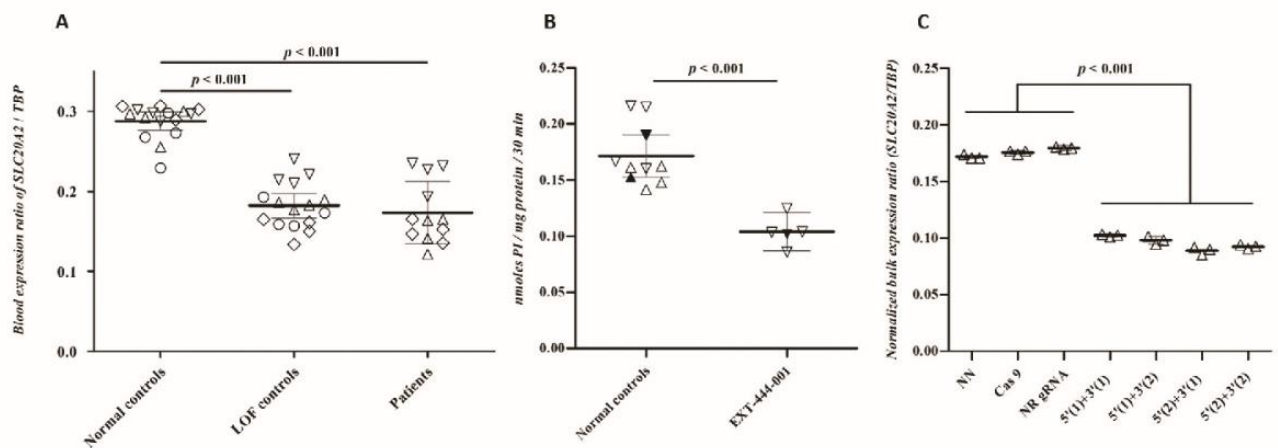 A
B
C
Blood expression ratio of SLC20A2 / TBP
0.3
0.2
0.1
0.0
p < 0.001
p < 0.001
Normal controls
LOF controls
Patients
nmoles PI / mg protein / 30 min
0.25
0.20
0.15
0.10
0.05
0.00
p < 0.001
Normal controls
EXT-444-001
Normalized bulk expression ratio (SLC20A2/TBP)
0.25
0.20
0.15
0.10
0.05
0.00
p < 0.001
NN
Cas 9
NR gRNA
5'(1)+3'(1)
5'(1)+3'(2)
5'(2)+3'(1)
5'(2)+3'(2)